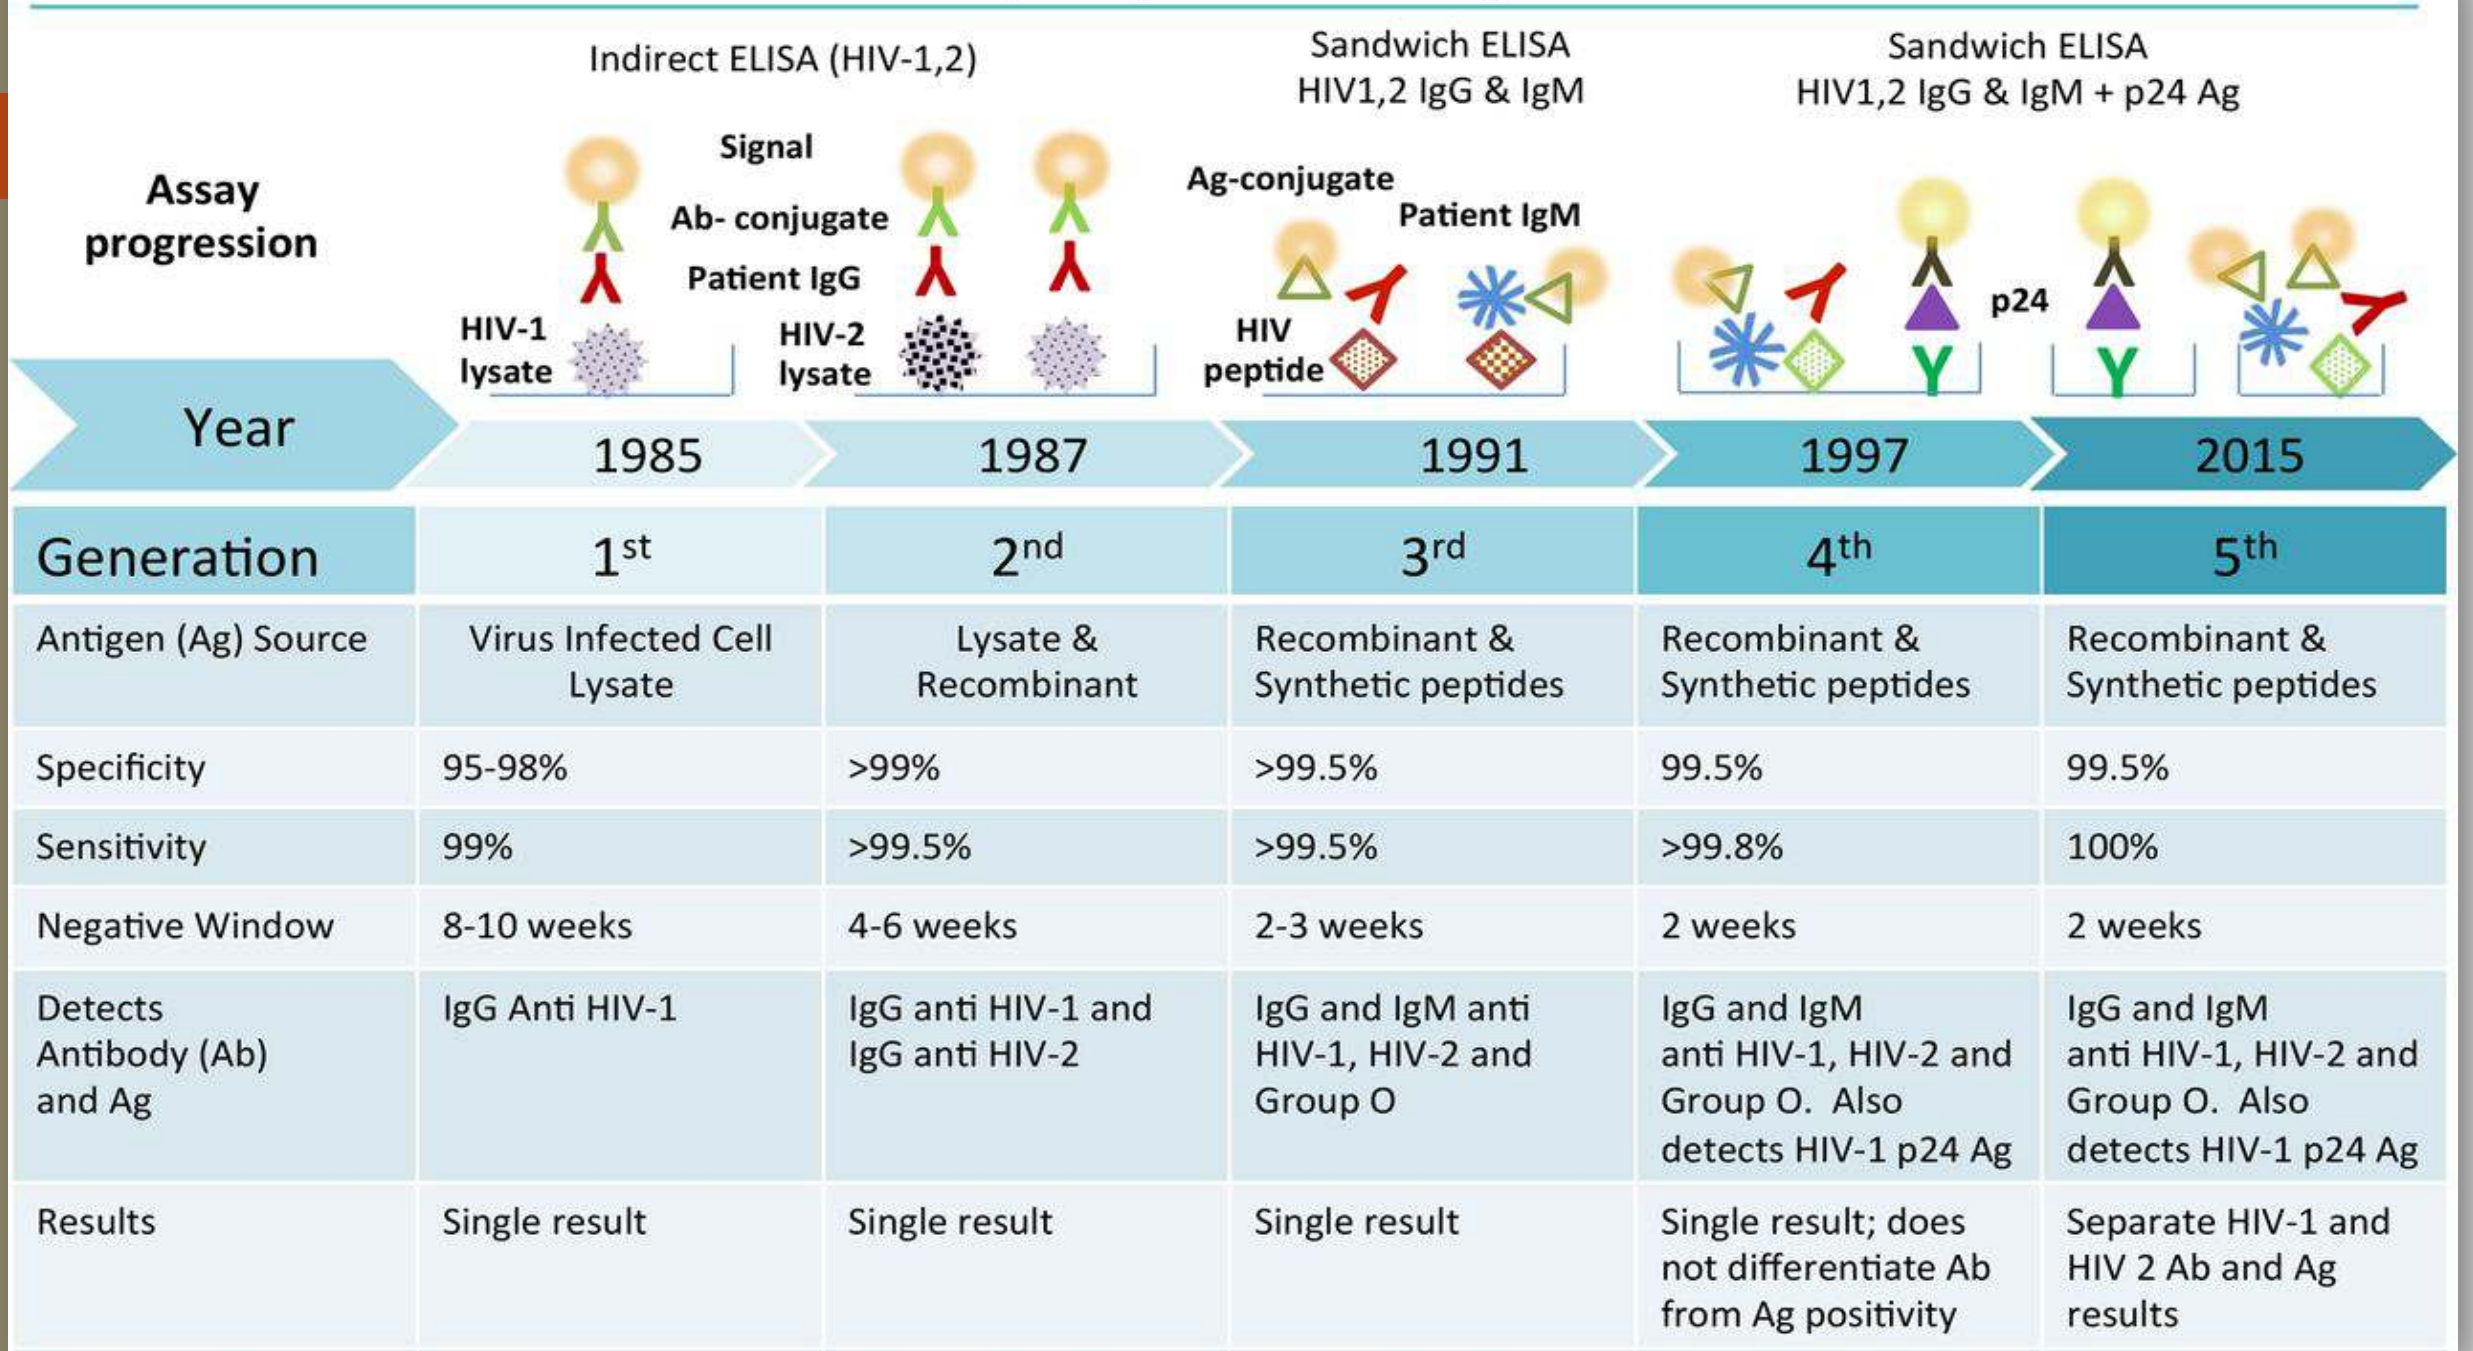 Indirect ELISA (HIV-1,2)
Sandwich ELISA
HIV1,2 IgG & IgM
Sandwich ELISA
HIV1,2 IgG & IgM + p24 Ag
Assay
progression
Signal
Ab- conjugate
Patient IgG
HIV-1
lysate
HIV-2
lysate
Ag-conjugate
Patient IgM
HIV
peptide
p24
Year
1985
1987
1991
1997
2015
Generation
1st
2nd
3rd
4th
5th
Antigen (Ag) Source
Virus Infected Cell
Lysate
Lysate &
Recombinant
Recombinant &
Synthetic peptides
Recombinant &
Synthetic peptides
Recombinant &
Synthetic peptides
Specificity
95-98%
>99%
>99.5%
99.5%
99.5%
Sensitivity
99%
>99.5%
>99.5%
>99.8%
100%
Negative Window
8-10 weeks
4-6 weeks
2-3 weeks
2 weeks
2 weeks
Detects
Antibody (Ab)
and Ag
IgG Anti HIV-1
IgG anti HIV-1 and
IgG anti HIV-2
IgG and IgM anti
HIV-1, HIV-2 and
Group O
IgG and IgM
anti HIV-1, HIV-2 and
Group O.  Also
detects HIV-1 p24 Ag
IgG and IgM
anti HIV-1, HIV-2 and
Group O.  Also
detects HIV-1 p24 Ag
Results
Single result
Single result
Single result
Single result; does
not differentiate Ab
from Ag positivity
Separate HIV-1 and
HIV 2 Ab and Ag
results